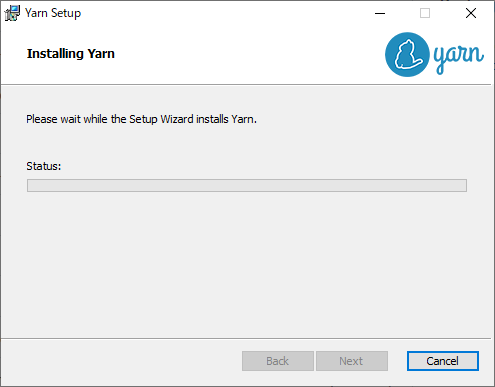 Yarn Setup
Installing Yarn
yarn
Please wait while the Setup Wizard installs Yarn.
Status:
Back
Next
Cancel